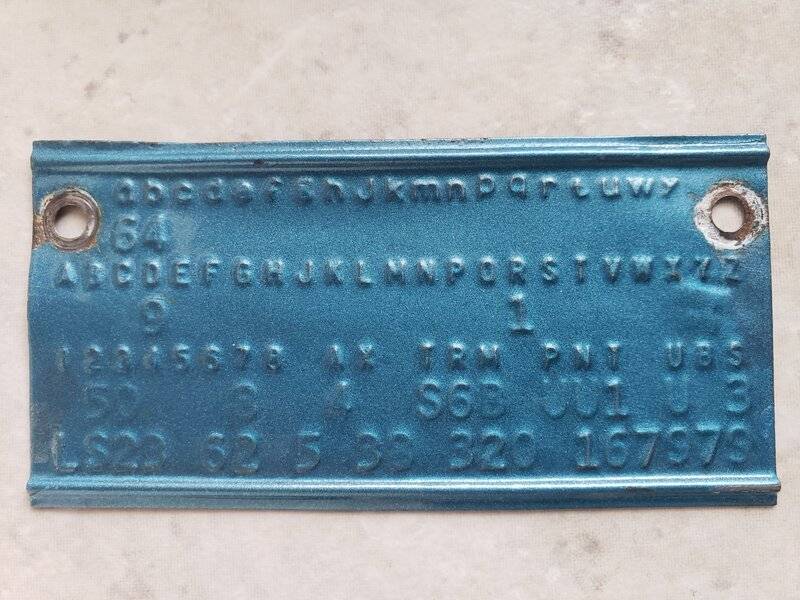 abcdefghJkmnpqrtuwy
64
ABCDEFGHJKLMNPQRSTVWXYZ
9 1
12345678 AX TRM PNT UBS
50 3 4 S6B UU1 U 3
LS23 62 5 38 320 167979